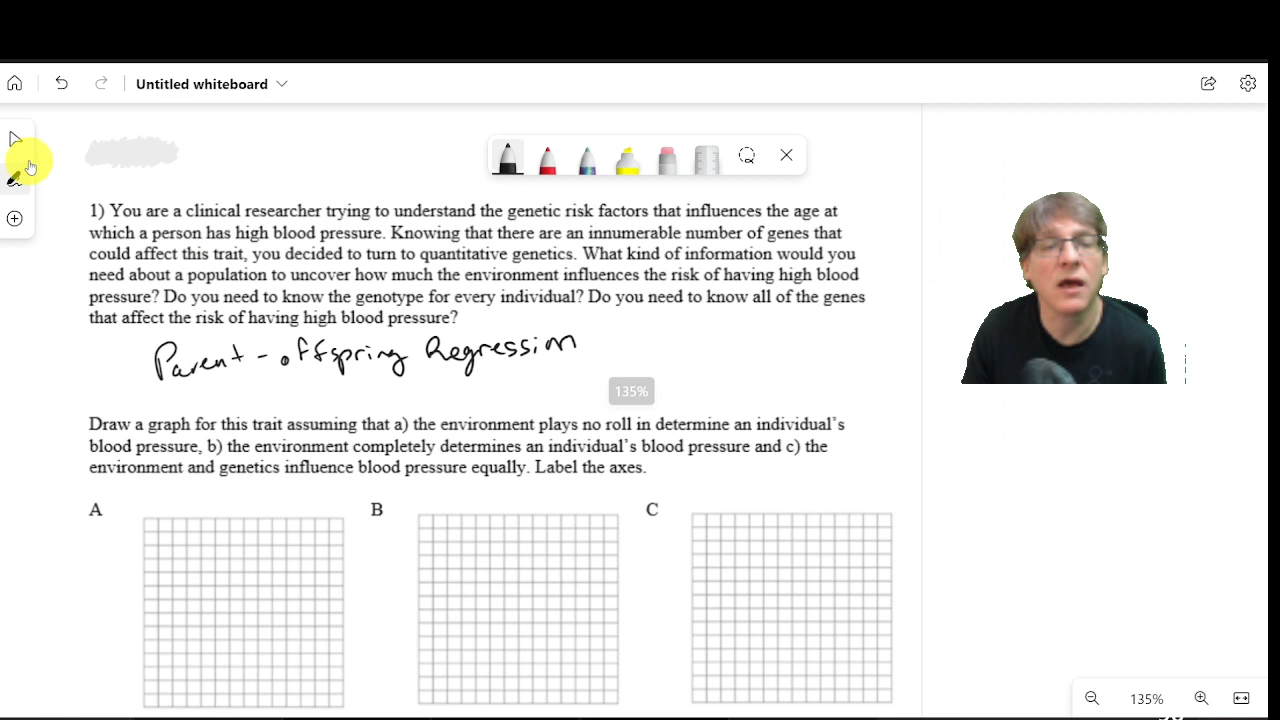 Untitled whiteboard
1) You are a clinical researcher trying to understand the genetic risk factors that influences the age at
which a person has high blood pressure. Knowing that there are an innumerable number of genes that
could affect this trait, you decided to turn to quantitative genetics. What kind of information would you
need about a population to uncover how much the environment influences the risk of having high blood
pressure? Do you need to know the genotype for every individual? Do you need to know all of the genes
that affect the risk of having high blood pressure?
Parent - offspring Regression
135%
Draw a graph for this trait assuming that a) the environment plays no roll in determine an individual's
blood pressure, b) the environment completely determines an individual's blood pressure and c) the
environment and genetics influence blood pressure equally. Label the axes.
A B C
135%